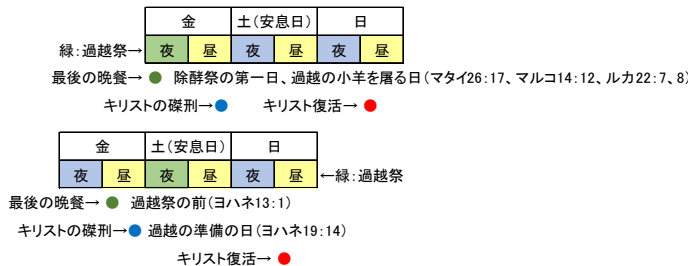 金 土(安息日) 日
緑:過越祭→ 夜 昼 夜 昼 夜 昼
最後の晩餐→ 除酵祭の第一日、過越の小羊を屠る日(マタイ26:17、マルコ14:12、ルカ22:7、8)
キリストの磔刑→ キリスト復活→
金 土(安息日) 日
夜 昼 夜 昼 夜 昼 ←緑:過越祭
最後の晩餐→ 過越祭の前(ヨハネ13:1)
キリストの磔刑→ 過越の準備の日(ヨハネ19:14)
キリスト復活→